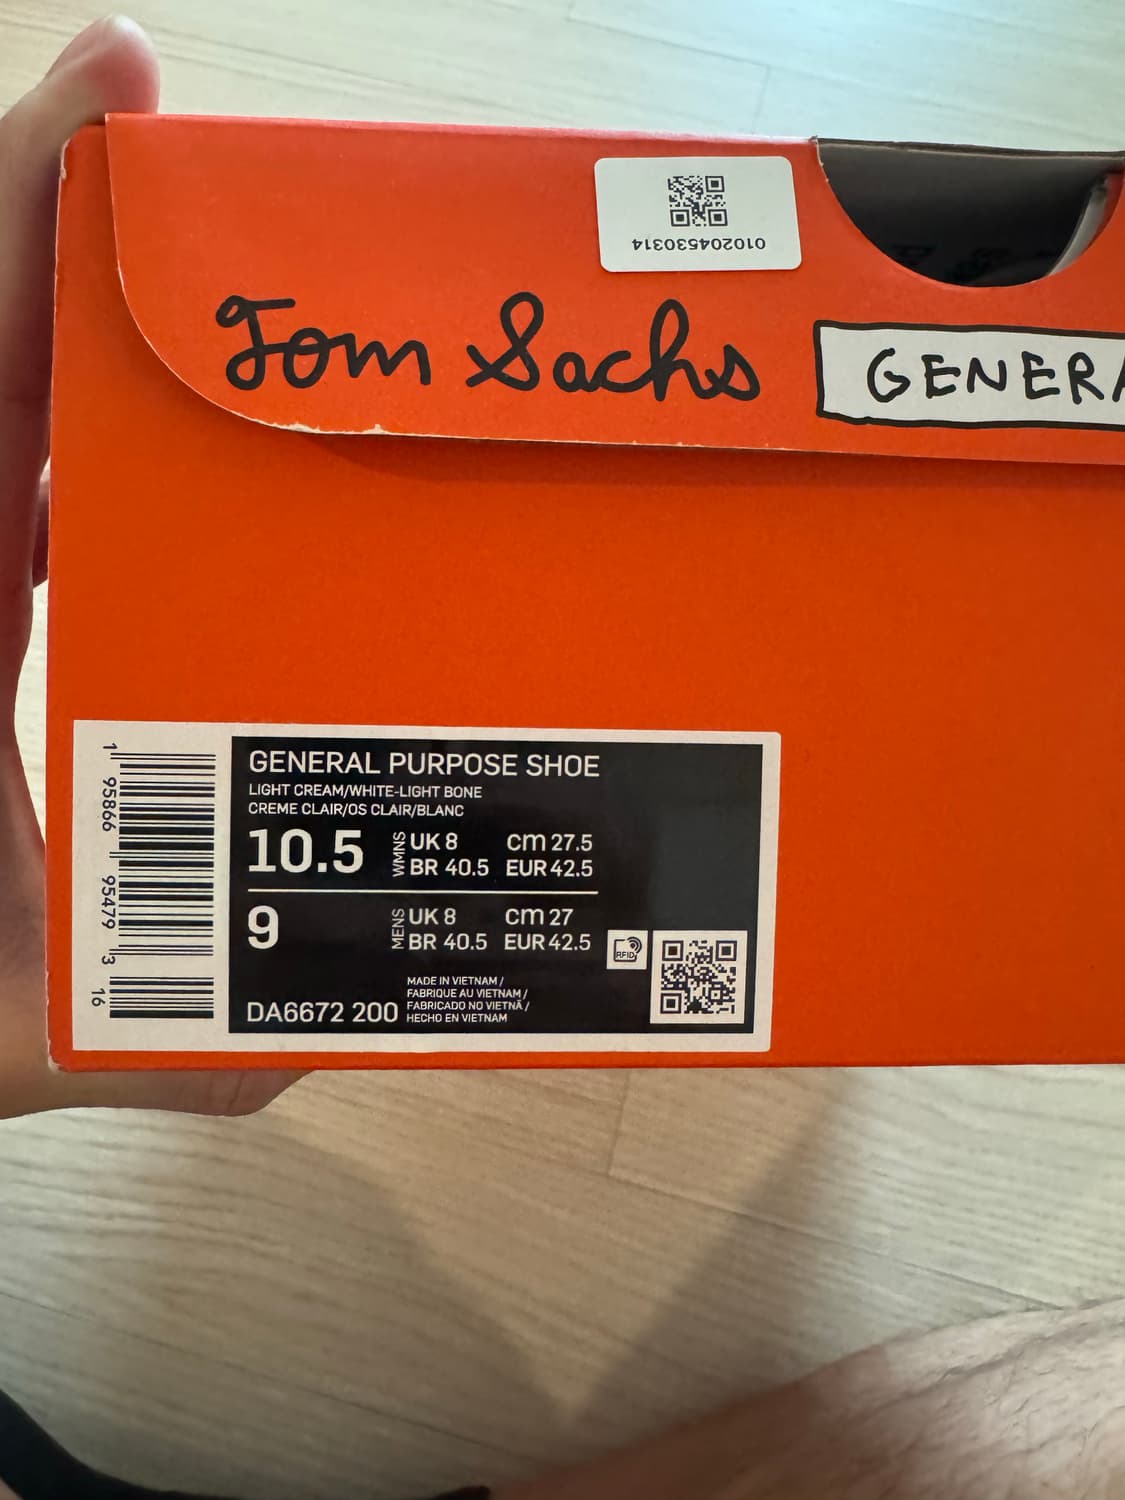 010204530314
Tom Sachs
GENERA
GENERAL PURPOSE SHOE
LIGHT CREAM/WHITE-LIGHT BONE
CREME CLAIR/OS CLAIR/BLANC
10.5 WMNS UK 8 cm 27.5
BR 40.5 EUR 42.5
9 MENS UK 8 cm 27
BR 40.5 EUR 42.5
RFID
MADE IN VIETNAM /
FABRIQUE AU VIETNAM /
FABRICADO NO VIETNÃ /
HECHO EN VIETNAM
DA6672 200
1 95866 95479 3 16